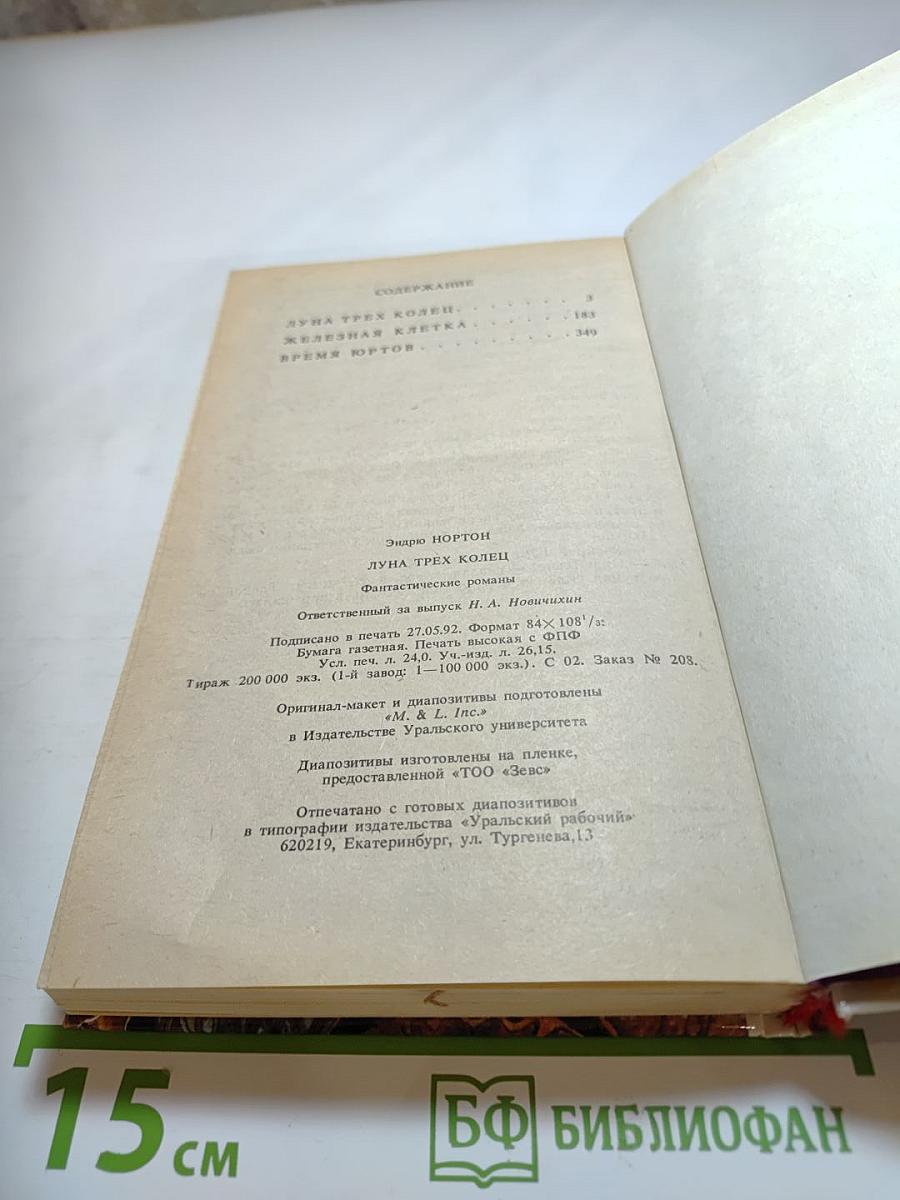 СОДЕРЖАНИЕ
ЛУНА ТРЕХ КОЛЕЦ. . . . . . . 3
ЖЕЛЕЗНАЯ КЛЕТКА . . . . . . 183
ВРЕМЯ ЮРТОВ . . . . . . . . . 349
Эндрю НОРТОН
ЛУНА ТРЕХ КОЛЕЦ
Фантастические романы
Ответственный за выпуск Н. А. Новичихин
Подписано в печать 27.05.92. Формат 84×108¹/₃₂
Бумага газетная. Печать высокая с ФПФ
Усл. печ. л. 24,0. Уч.-изд. л. 26,15.
Тираж 200 000 экз. (1-й завод: 1—100 000 экз.). С 02. Заказ № 208.
Оригинал-макет и диапозитивы подготовлены
«M. & L. Inc.»
в Издательстве Уральского университета
Диапозитивы изготовлены на пленке,
предоставленной «ТОО «Зевс»
Отпечатано с готовых диапозитивов
в типографии издательства «Уральский рабочий»
620219, Екатеринбург, ул. Тургенева,13
15 см
БФ БИБЛИОФАН